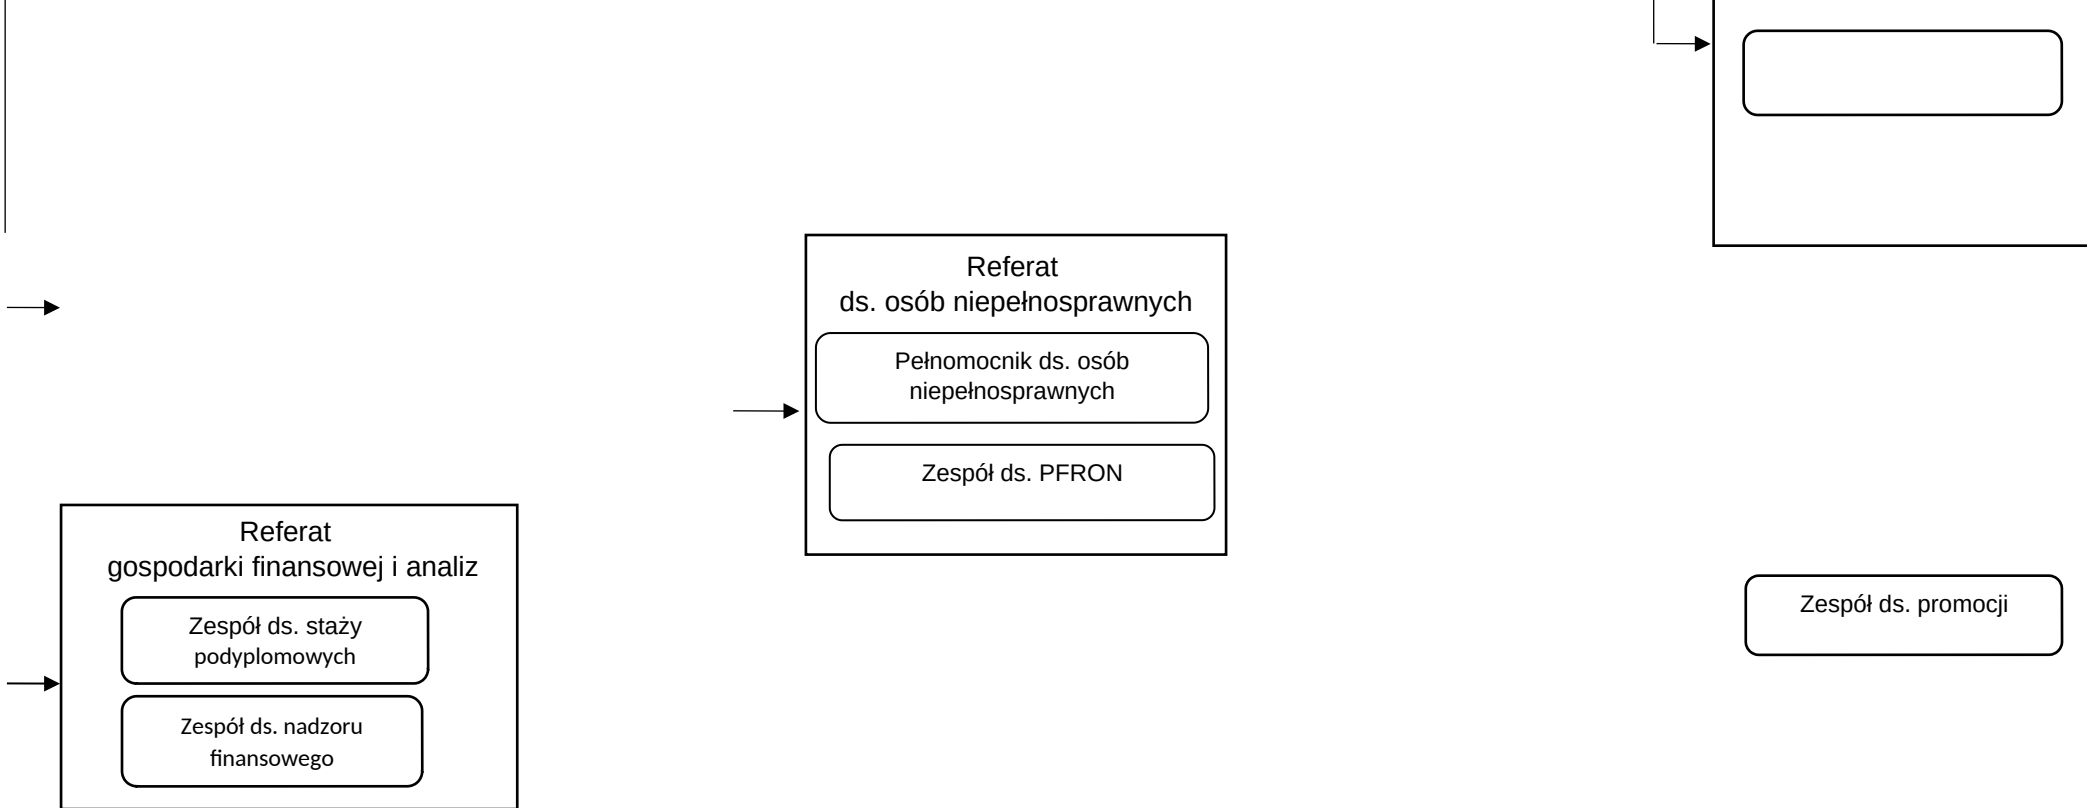 Referat
ds. osób niepełnosprawnych
Pełnomocnik ds. osób
niepełnosprawnych
Zespół ds. PFRON
Referat
gospodarki finansowej i analiz
Zespół ds. staży
podyplomowych
Zespół ds. nadzoru
finansowego
Zespół ds. promocji